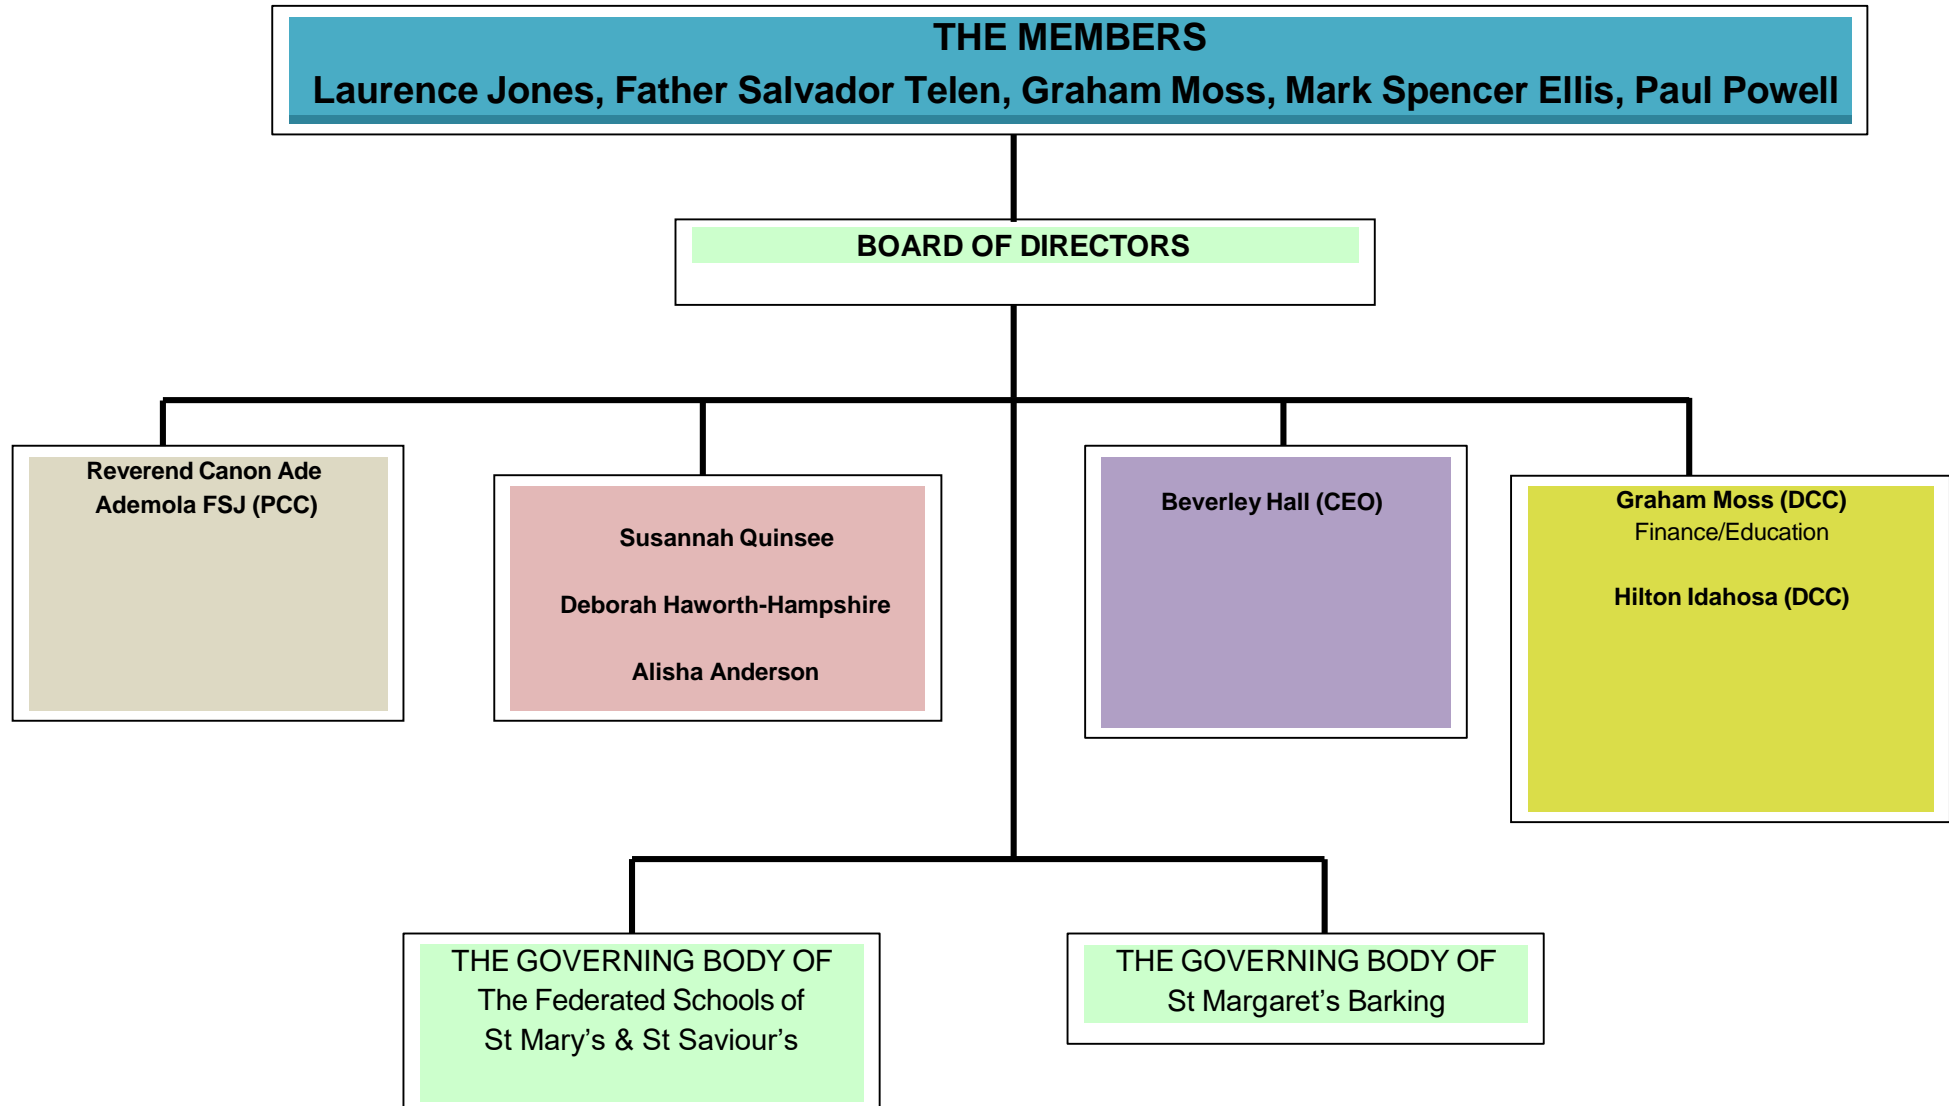 THE MEMBERS
Laurence Jones, Father Salvador Telen, Graham Moss, Mark Spencer Ellis, Paul Powell
BOARD OF DIRECTORS
Reverend Canon Ade
Ademola FSJ (PCC)
Susannah Quinsee
Deborah Haworth-Hampshire
Alisha Anderson
Beverley Hall (CEO)
Graham Moss (DCC)
Finance/Education
Hilton Idahosa (DCC)
THE GOVERNING BODY OF
The Federated Schools of
St Mary’s & St Saviour’s
THE GOVERNING BODY OF
St Margaret’s Barking